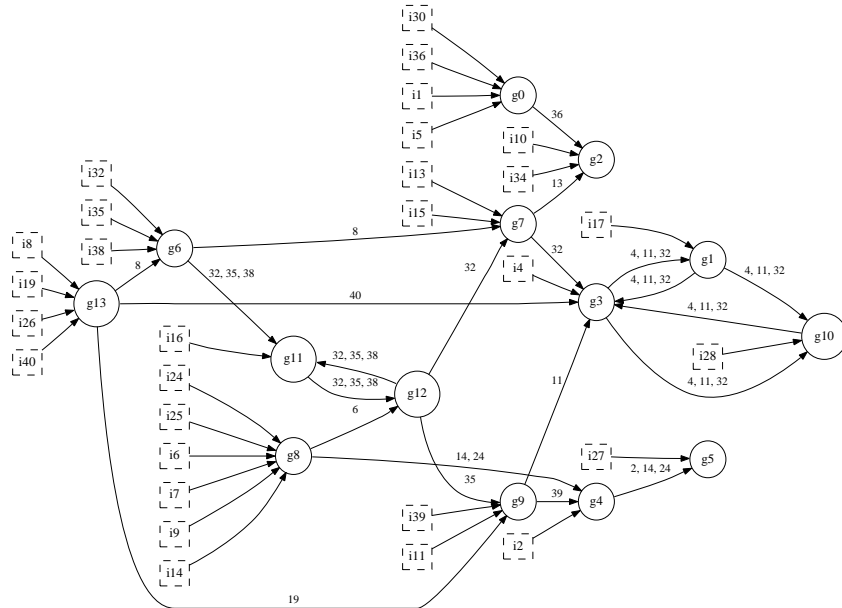 i30
i36
i1
g0
i5
36
i10
g2
i34
13
i32
i13
i35
i15
g7
i17
i38
g6
8
32
i4
4, 11, 32
g1
i8
8
i19
g13
32, 35, 38
32
4, 11, 32
4, 11, 32
40
g3
4, 11, 32
i26
i40
i16
g11
32, 35, 38
g10
i28
i24
32, 35, 38
g12
11
4, 11, 32
i25
6
i6
g8
14, 24
i27
g5
i7
35
2, 14, 24
i9
i39
g9
39
g4
i11
i2
i14
19